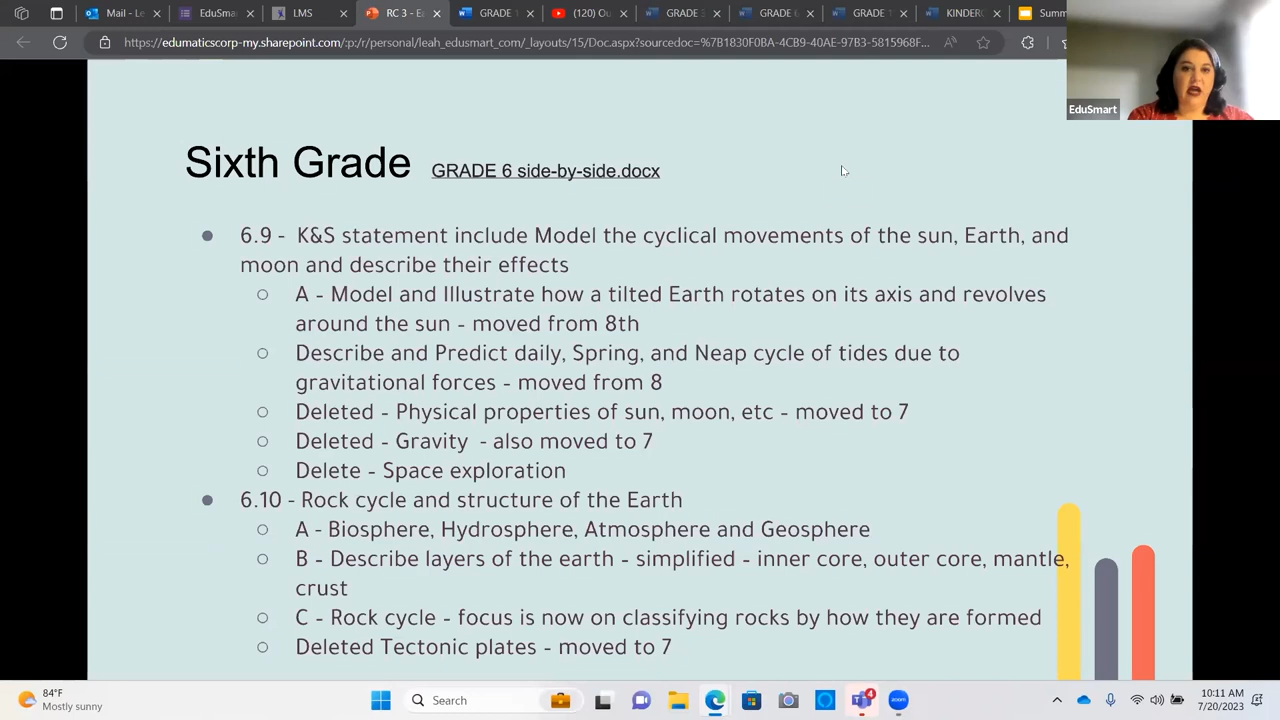 Mail - L
EduSmar
LMS
RC 3 - Ea
GRADE
(120) Ou
GRADE
GRADE
GRADE
KINDER
Summ
https://edumaticscorp-my.sharepoint.com/:p:/r/personal/leah_edusmart_com/_layouts/15/Doc.aspx?sourcedoc=%7B1830F0BA-4CB9-40AE-97B3-5815968F...
EduSmart
Sixth Grade GRADE 6 side-by-side.docx
6.9 - K&S statement include Model the cyclical movements of the sun, Earth, and
moon and describe their effects
A - Model and Illustrate how a tilted Earth rotates on its axis and revolves
around the sun - moved from 8th
Describe and Predict daily, Spring, and Neap cycle of tides due to
gravitational forces - moved from 8
Deleted - Physical properties of sun, moon, etc - moved to 7
Deleted - Gravity - also moved to 7
Delete - Space exploration
6.10 - Rock cycle and structure of the Earth
A - Biosphere, Hydrosphere, Atmosphere and Geosphere
B - Describe layers of the earth - simplified - inner core, outer core, mantle,
crust
C - Rock cycle - focus is now on classifying rocks by how they are formed
Deleted Tectonic plates - moved to 7
84°F
Mostly sunny
Search
4
zoom
10:11 AM
7/20/2023